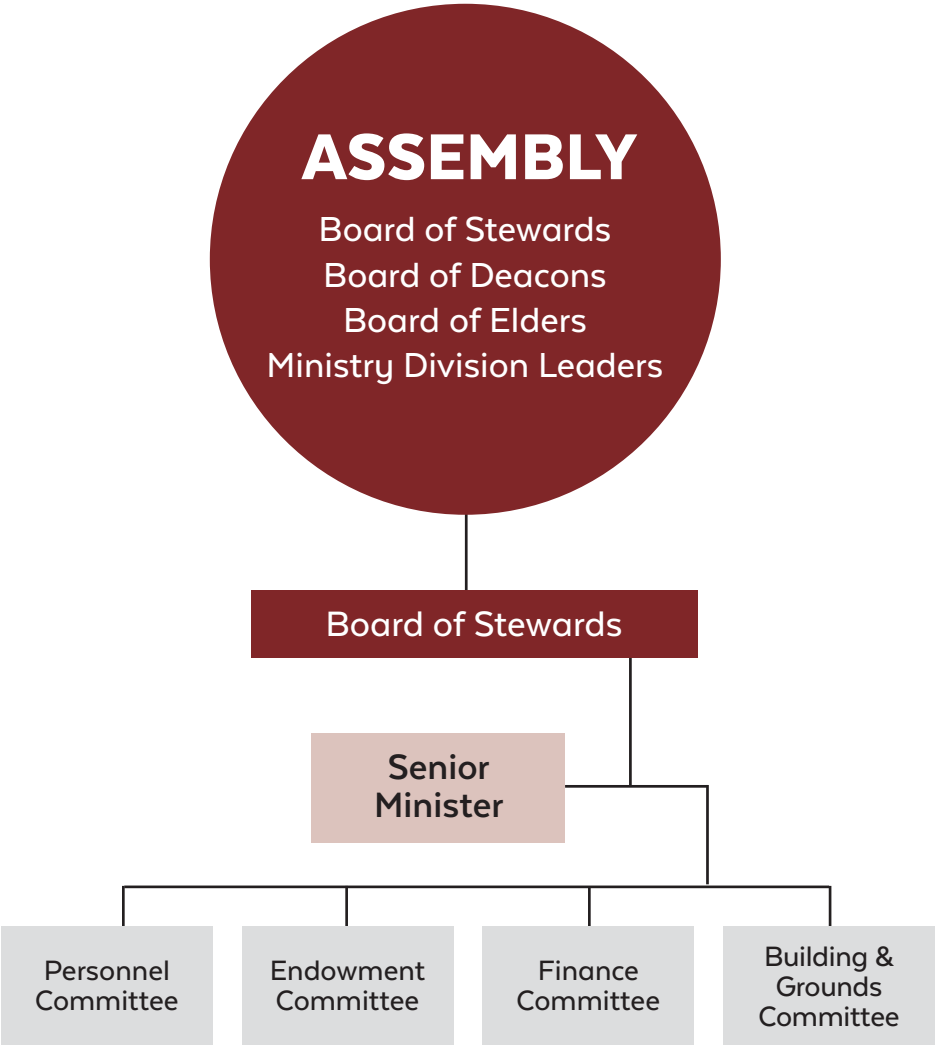 ASSEMBLY
Board of Stewards
Board of Deacons
Board of Elders
Ministry Division Leaders
Board of Stewards
Senior
Minister
Personnel
Committee
Endowment
Committee
Finance
Committee
Building &
Grounds
Committee